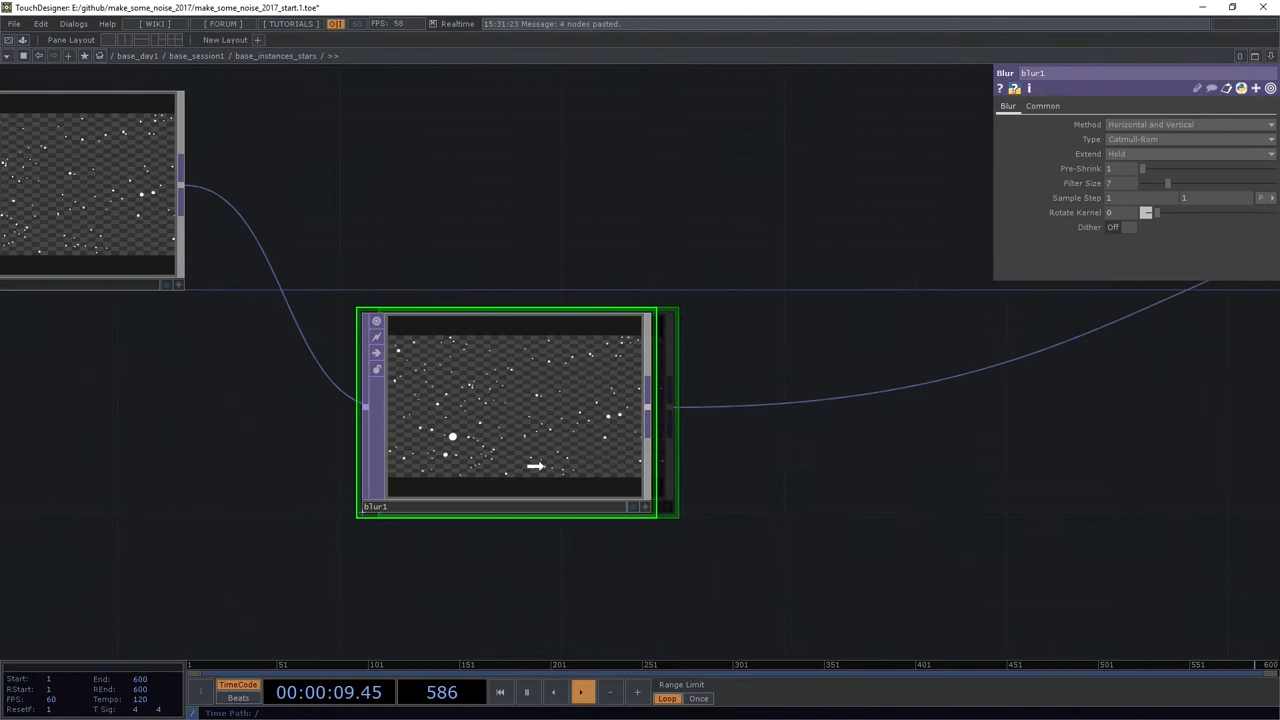 TouchDesigner: E:/github/make_some_noise_2017/make_some_noise_2017_start.1.toe*
File Edit Dialogs Help [ WIKI ] [ FORUM ] [ TUTORIALS ] O|I 60 FPS: 58 Realtime 15:31:23 Message: 4 nodes pasted.
Pane Layout New Layout +
/ base_day1 / base_session1 / base_instances_stars / >> 0
Blur blur1
? ? i
Blur Common
Method Horizontal and Vertical
Type Catmull-Rom
Extend Hold
Pre-Shrink 1
Filter Size 7
Sample Step 1 1 P
Rotate Kernel 0
Dither Off
blur1
1 51 101 151 201 251 301 351 401 451 501 551 600
Start: 1 End: 600
RStart: 1 REnd: 600
FPS: 60 Tempo: 120
ResetF: 1 T Sig: 4 4
TimeCode
Beats
00:00:09.45 586
Range Limit
Loop Once
/ Time Path: /